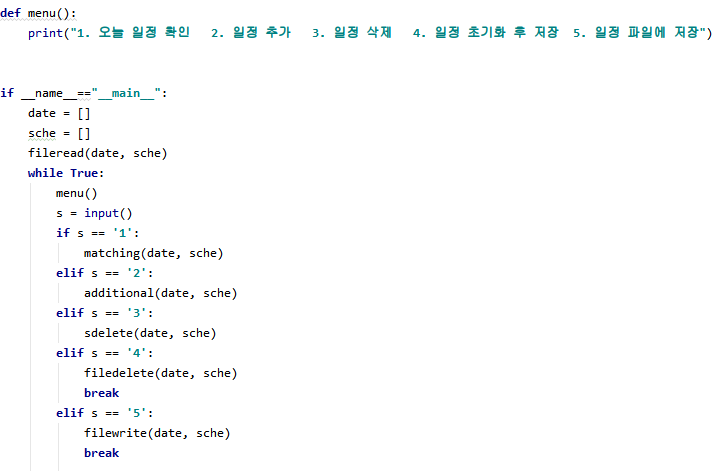 def menu():
    print("1. 오늘 일정 확인   2. 일정 추가   3. 일정 삭제   4. 일정 초기화 후 저장  5. 일정 파일에 저장")
if __name__=="__main__":
    date = []
    sche = []
    fileread(date, sche)
    while True:
        menu()
        s = input()
        if s == '1':
            matching(date, sche)
        elif s == '2':
            additional(date, sche)
        elif s == '3':
            sdelete(date, sche)
        elif s == '4':
            filedelete(date, sche)
            break
        elif s == '5':
            filewrite(date, sche)
            break